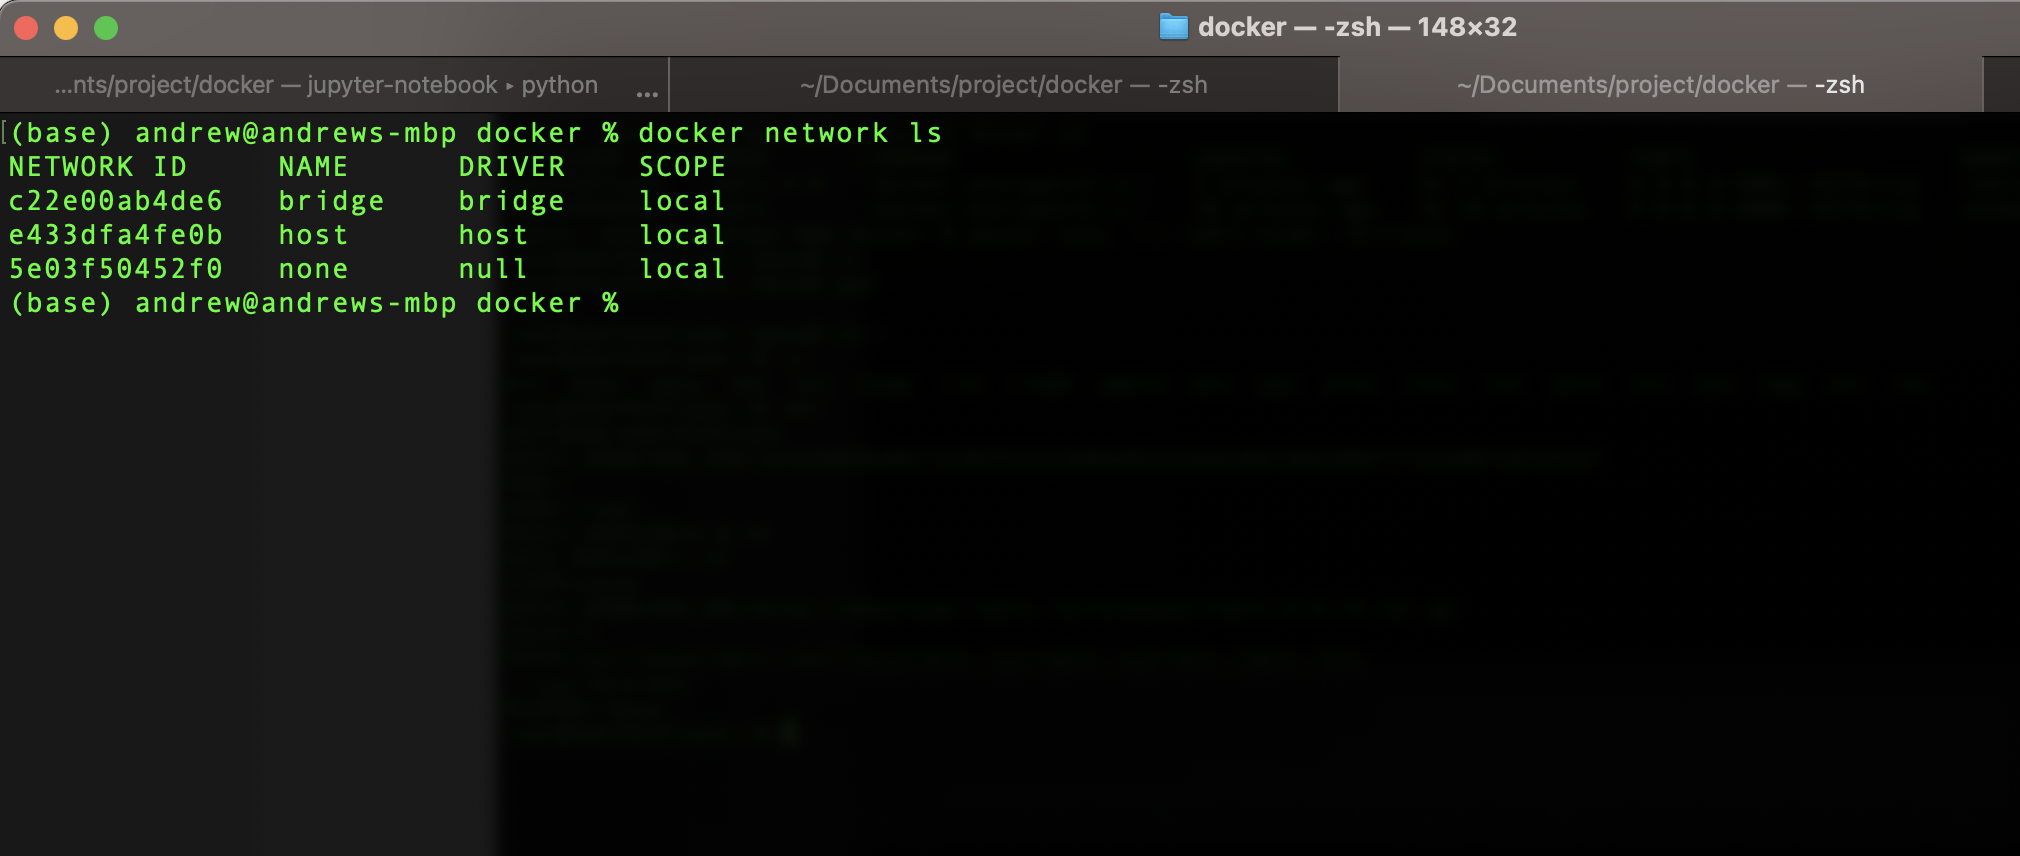 docker — -zsh — 148×32
...nts/project/docker — jupyter-notebook ▸ python ... ~/Documents/project/docker — -zsh ~/Documents/project/docker — -zsh
[(base) andrew@andrews-mbp docker % docker network ls
NETWORK ID     NAME      DRIVER    SCOPE
c22e00ab4de6   bridge    bridge    local
e433dfa4fe0b   host      host      local
5e03f50452f0   none      null      local
(base) andrew@andrews-mbp docker %